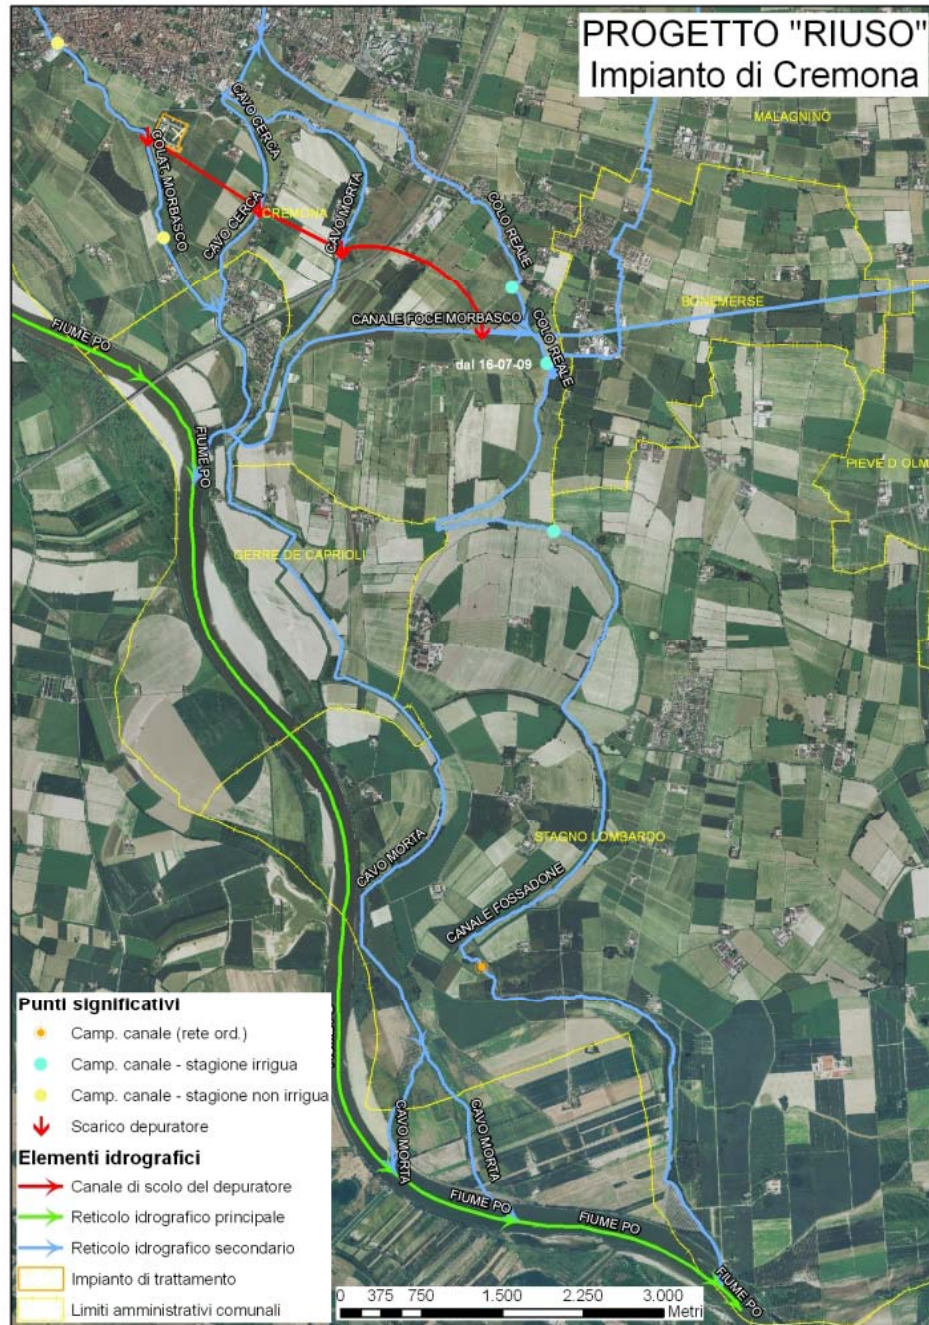 PROGETTO "RIUSO"
Impianto di Cremona
MALAGNINO
CAVO CERCA
COLAT. MORBASCO
CAVO CERCA
CREMONA
CAVO MORTA
COLO REALE
BONEMERSE
CANALE FOCE MORBASCO
COLO REALE
FIUME PO
dal 16-07-09
FIUME PO
PIEVE D'OLM
GERRE DE CAPRIOLI
STAGNO LOMBARDO
CAVO MORTA
CANALE FOSSADONE
CAVO MORTA
CAVO MORTA
FIUME PO
FIUME PO
FIUME PO
Punti significativi
Camp. canale (rete ord.)
Camp. canale - stagione irrigua
Camp. canale - stagione non irrigua
Scarico depuratore
Elementi idrografici
Canale di scolo del depuratore
Reticolo idrografico principale
Reticolo idrografico secondario
Impianto di trattamento
Limiti amministrativi comunali
0 375 750 1.500 2.250 3.000
Metri